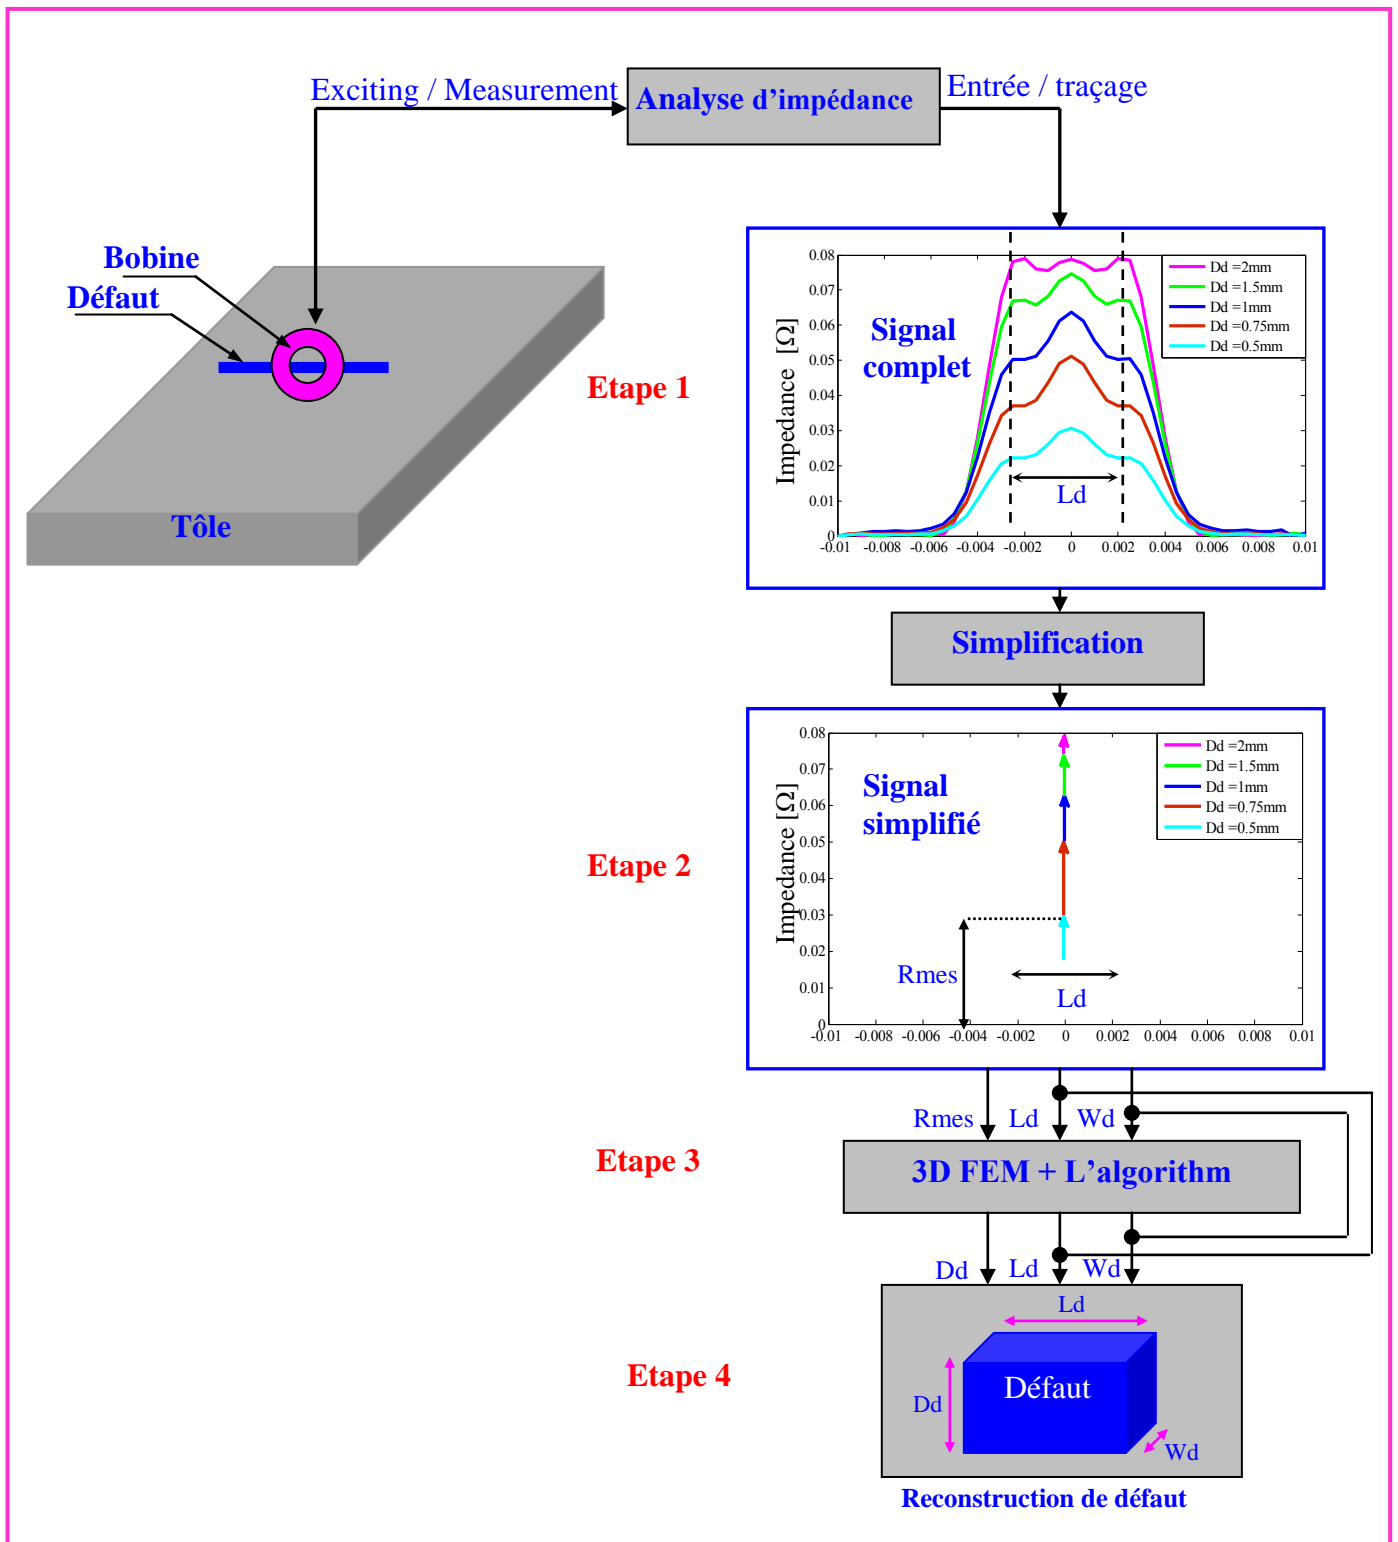 Exciting / Measurement
Analyse d'impédance
Entrée / traçage
Bobine
Défaut
Tôle
Etape 1
Impedance [Ω]
0.08
0.07
0.06
0.05
0.04
0.03
0.02
0.01
0
Signal
complet
Dd =2mm
Dd =1.5mm
Dd =1mm
Dd =0.75mm
Dd =0.5mm
Ld
-0.01 -0.008 -0.006 -0.004 -0.002 0 0.002 0.004 0.006 0.008 0.01
Simplification
Etape 2
Impedance [Ω]
0.08
0.07
0.06
0.05
0.04
0.03
0.02
0.01
0
Signal
simplifié
Dd =2mm
Dd =1.5mm
Dd =1mm
Dd =0.75mm
Dd =0.5mm
Rmes
Ld
-0.01 -0.008 -0.006 -0.004 -0.002 0 0.002 0.004 0.006 0.008 0.01
Rmes Ld Wd
Etape 3
3D FEM + L'algorithm
Dd Ld Wd
Etape 4
Ld
Défaut
Dd
Wd
Reconstruction de défaut